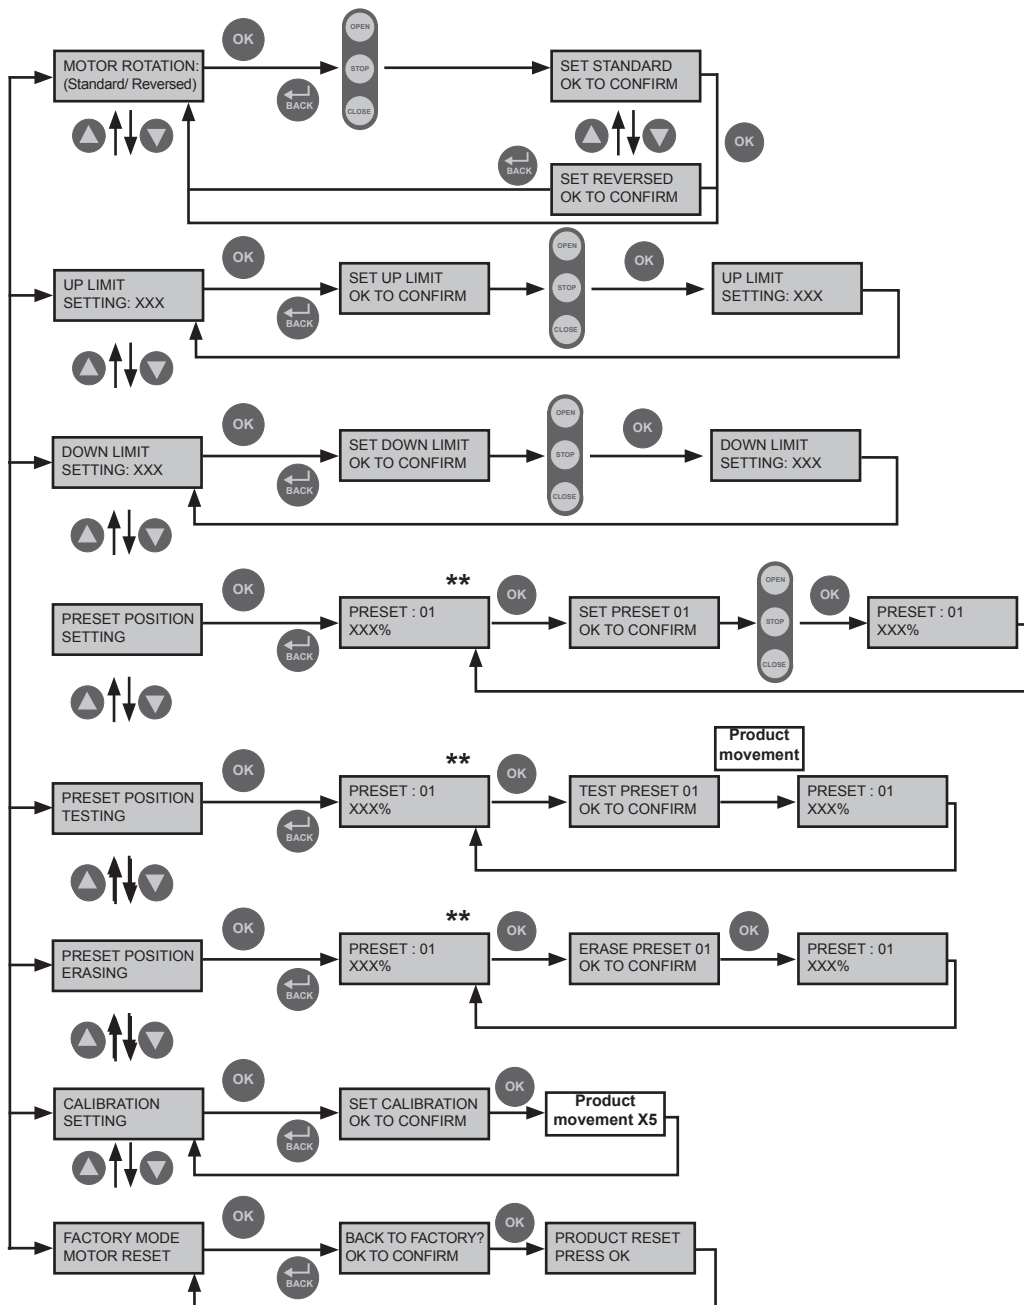 OK
OPEN
STOP
CLOSE
BACK
MOTOR ROTATION:
(Standard/ Reversed)
SET STANDARD
OK TO CONFIRM
OK
BACK
SET REVERSED
OK TO CONFIRM
OK
OPEN
STOP
CLOSE
OK
BACK
UP LIMIT
SETTING: XXX
SET UP LIMIT
OK TO CONFIRM
UP LIMIT
SETTING: XXX
OK
OPEN
STOP
CLOSE
OK
BACK
DOWN LIMIT
SETTING: XXX
SET DOWN LIMIT
OK TO CONFIRM
DOWN LIMIT
SETTING: XXX
OK
**
OK
OPEN
STOP
CLOSE
OK
BACK
PRESET POSITION
SETTING
PRESET : 01
XXX%
SET PRESET 01
OK TO CONFIRM
PRESET : 01
XXX%
OK
**
OK
Product
movement
BACK
PRESET POSITION
TESTING
PRESET : 01
XXX%
TEST PRESET 01
OK TO CONFIRM
PRESET : 01
XXX%
OK
**
OK
OK
BACK
PRESET POSITION
ERASING
PRESET : 01
XXX%
ERASE PRESET 01
OK TO CONFIRM
PRESET : 01
XXX%
OK
OK
BACK
CALIBRATION
SETTING
SET CALIBRATION
OK TO CONFIRM
Product
movement X5
OK
OK
BACK
FACTORY MODE
MOTOR RESET
BACK TO FACTORY?
OK TO CONFIRM
PRODUCT RESET
PRESS OK